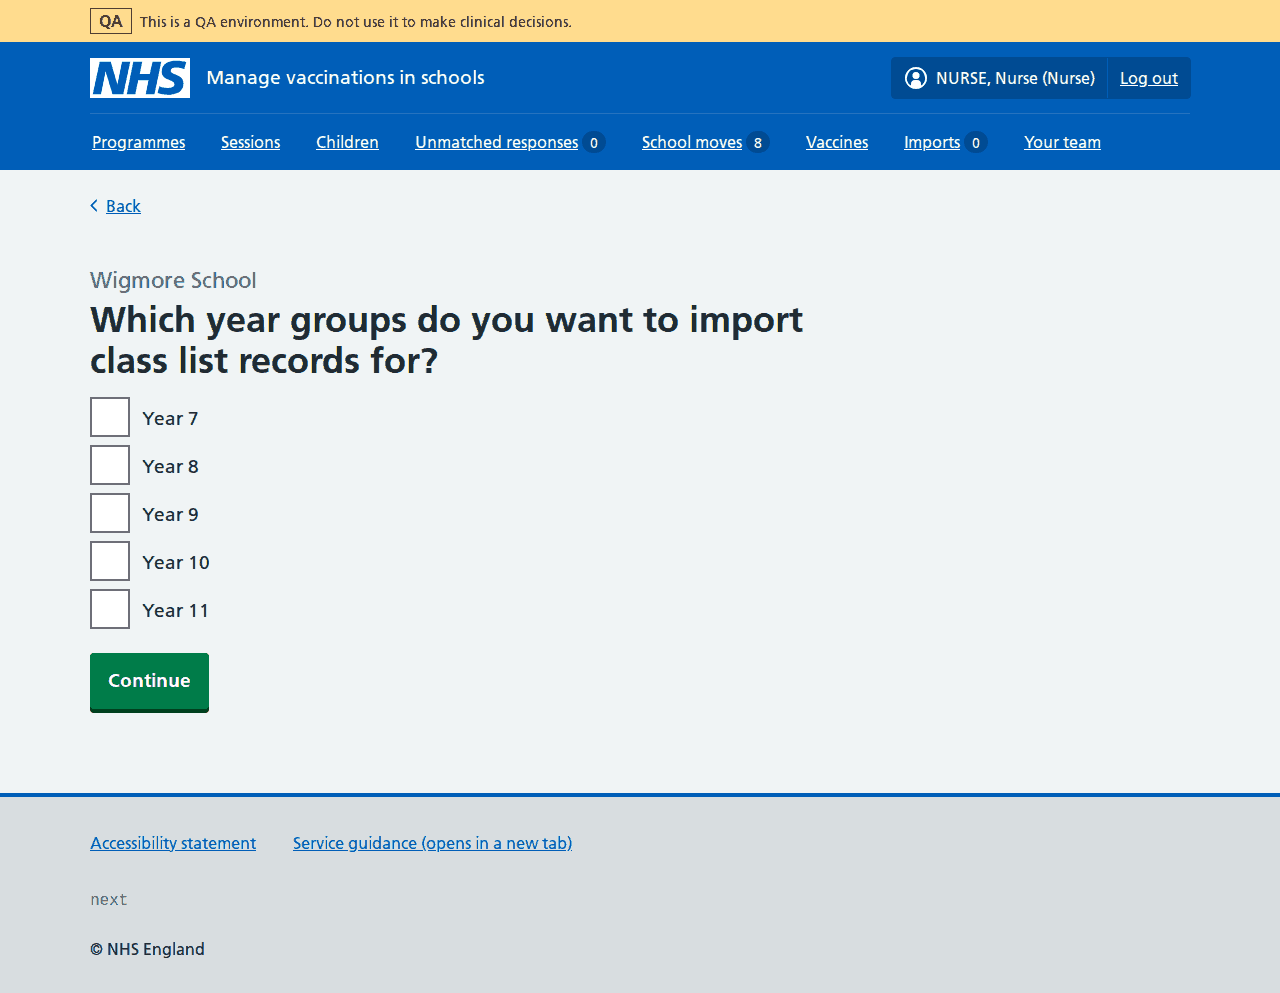 QA This is a QA environment. Do not use it to make clinical decisions.
NHS Manage vaccinations in schools NURSE, Nurse (Nurse) Log out
Programmes Sessions Children Unmatched responses 0 School moves 8 Vaccines Imports 0 Your team
Back
Wigmore School
Which year groups do you want to import
class list records for?
Year 7
Year 8
Year 9
Year 10
Year 11
Continue
Accessibility statement Service guidance (opens in a new tab)
next
© NHS England